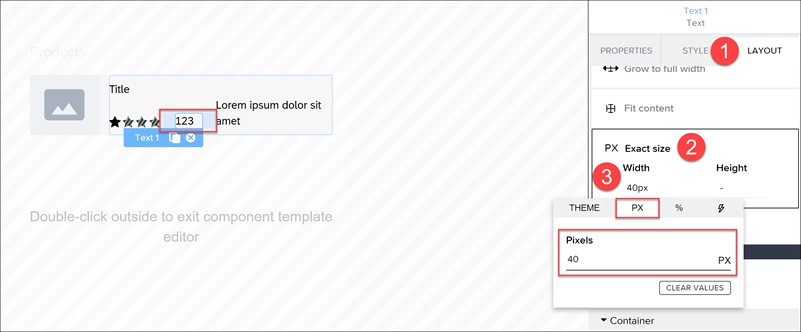 Text 1
Text
PROPERTIES STYLE 1 LAYOUT
Grow to full width
Products
Title
Lorem ipsum dolor sit
amet
123
Text 1
Fit content
PX Exact size 2
3 Width Height
40px -
THEME PX %
Pixels
40 PX
CLEAR VALUES
Double-click outside to exit component template
editor
Container